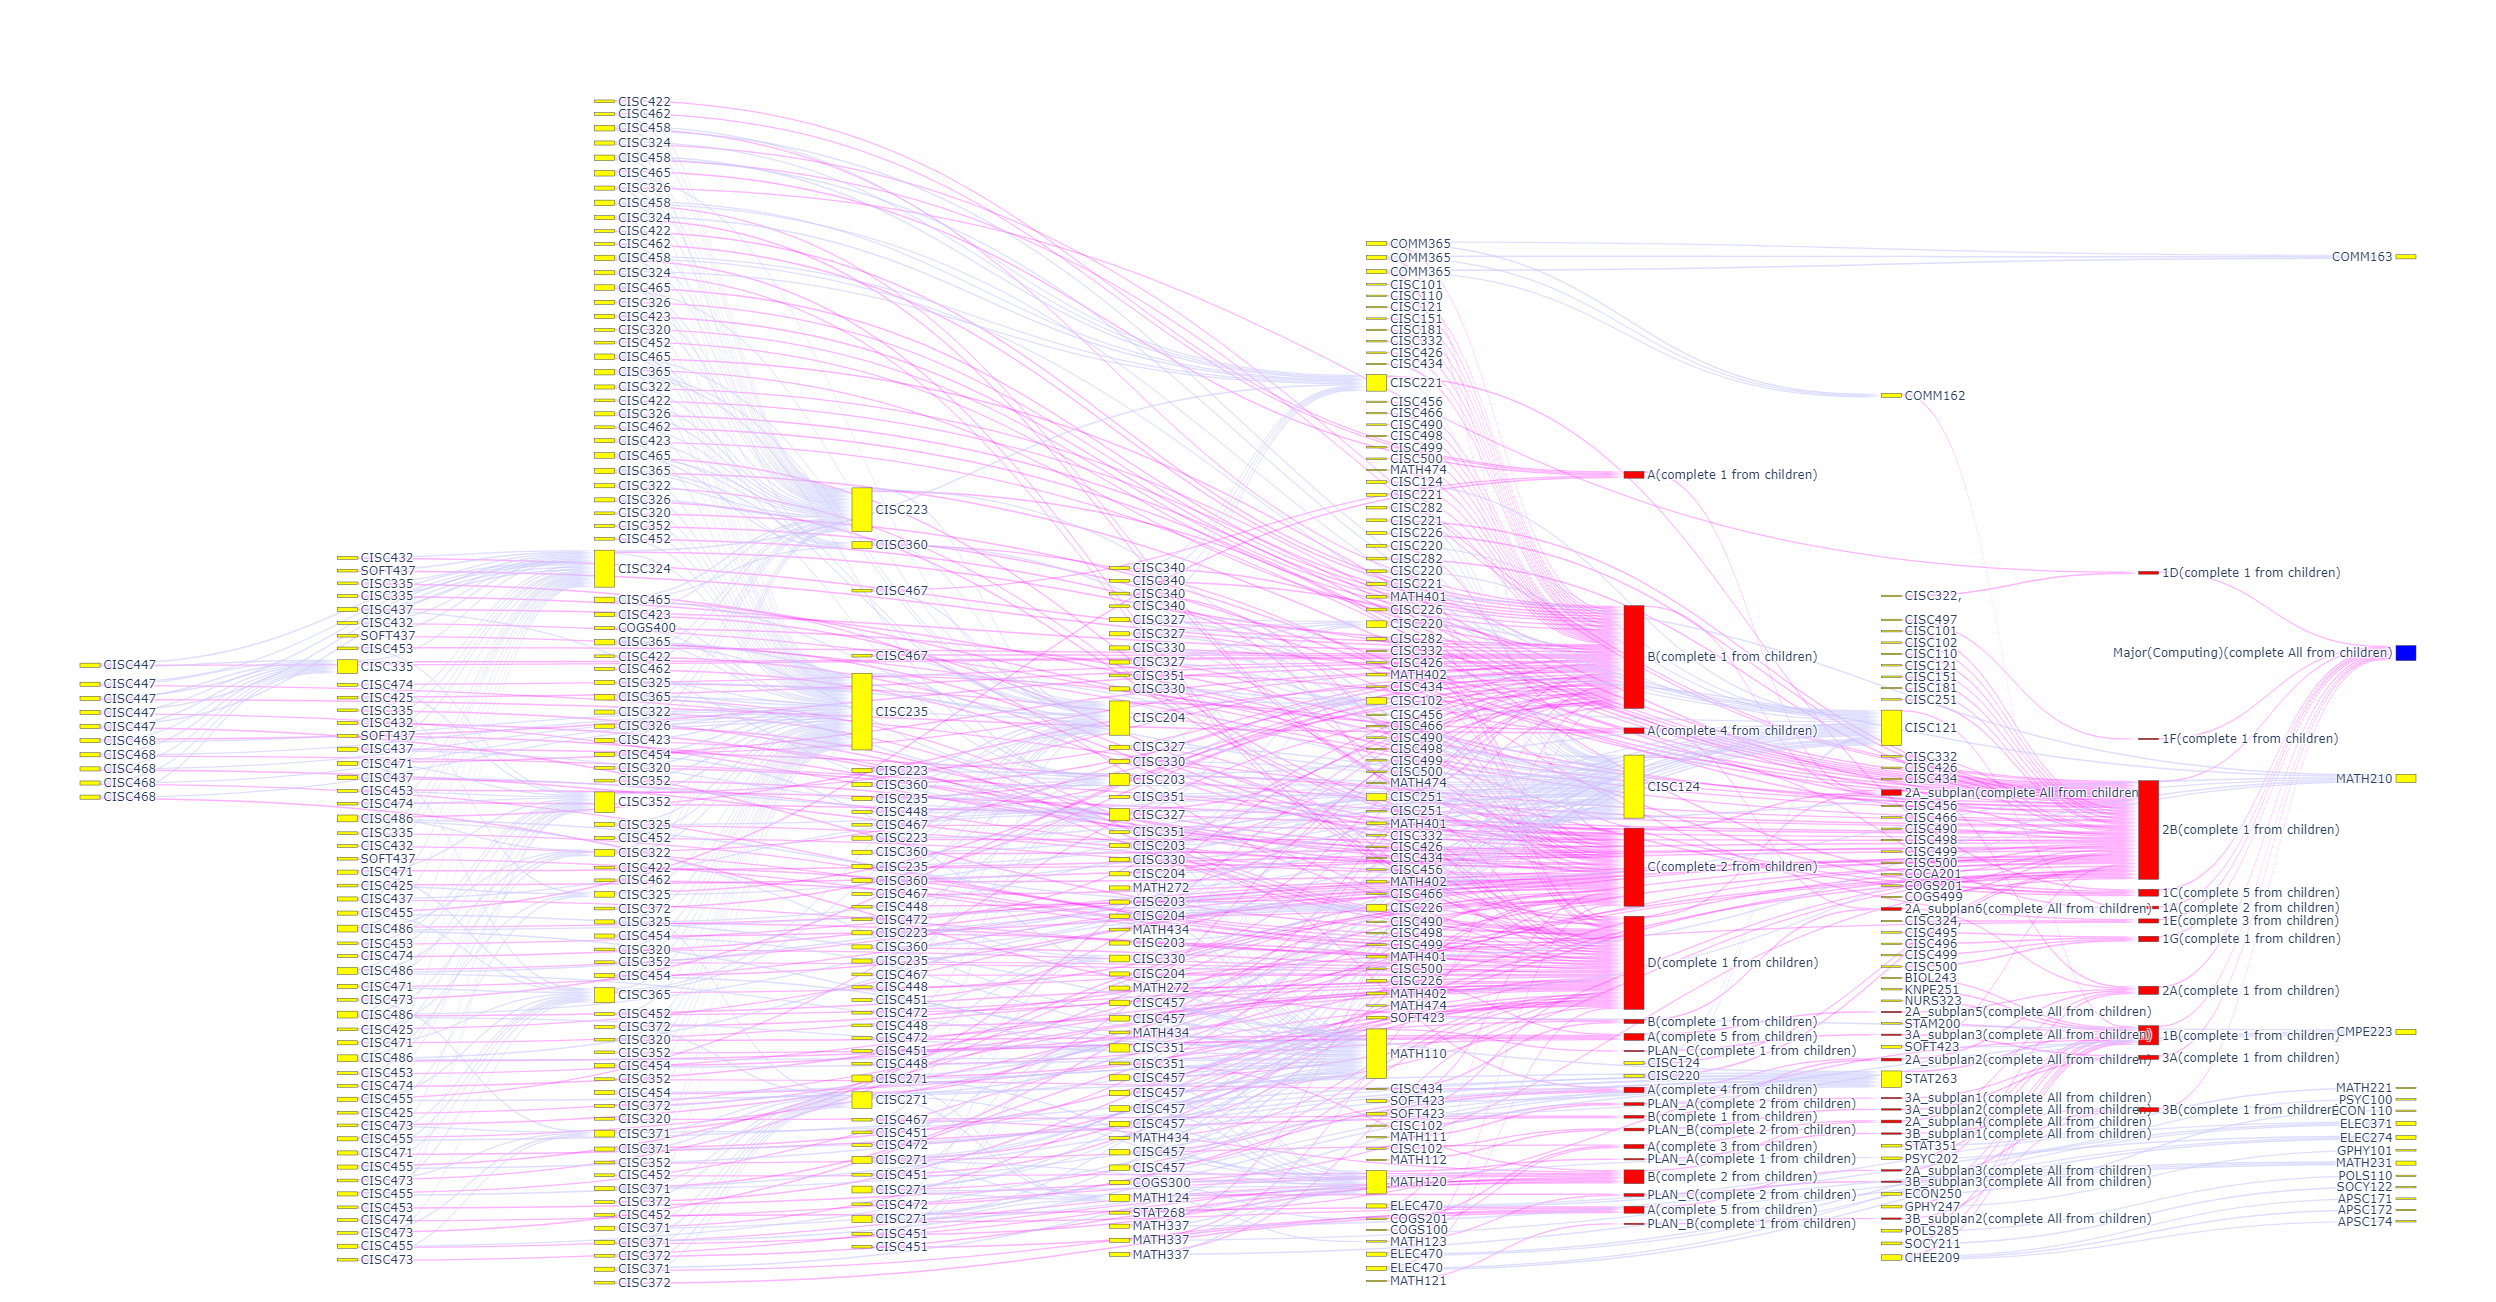 CISC447
CISC447
CISC447
CISC447
CISC447
CISC468
CISC468
CISC468
CISC468
CISC468
CISC432
SOFT437
CISC335
CISC335
CISC437
CISC432
SOFT437
CISC453
CISC335
CISC474
CISC425
CISC335
CISC432
SOFT437
CISC437
CISC471
CISC437
CISC453
CISC474
CISC486
CISC335
CISC432
SOFT437
CISC471
CISC425
CISC437
CISC455
CISC486
CISC453
CISC474
CISC486
CISC471
CISC473
CISC486
CISC425
CISC471
CISC486
CISC453
CISC474
CISC455
CISC425
CISC473
CISC455
CISC471
CISC455
CISC473
CISC455
CISC453
CISC474
CISC473
CISC455
CISC473
CISC422
CISC462
CISC458
CISC324
CISC458
CISC465
CISC326
CISC458
CISC324
CISC422
CISC462
CISC458
CISC324
CISC465
CISC326
CISC423
CISC320
CISC452
CISC465
CISC365
CISC322
CISC422
CISC326
CISC462
CISC423
CISC465
CISC365
CISC322
CISC326
CISC320
CISC352
CISC452
CISC324
CISC465
CISC423
COGS400
CISC365
CISC422
CISC462
CISC325
CISC365
CISC322
CISC326
CISC423
CISC454
CISC320
CISC352
CISC352
CISC325
CISC452
CISC322
CISC422
CISC462
CISC325
CISC372
CISC325
CISC454
CISC320
CISC352
CISC454
CISC365
CISC452
CISC372
CISC320
CISC352
CISC454
CISC352
CISC454
CISC372
CISC320
CISC371
CISC371
CISC352
CISC452
CISC371
CISC372
CISC452
CISC371
CISC371
CISC372
CISC371
CISC372
CISC223
CISC360
CISC467
CISC467
CISC235
CISC223
CISC360
CISC235
CISC448
CISC467
CISC223
CISC360
CISC235
CISC360
CISC467
CISC448
CISC472
CISC223
CISC360
CISC235
CISC467
CISC448
CISC451
CISC472
CISC448
CISC472
CISC451
CISC448
CISC271
CISC271
CISC467
CISC451
CISC472
CISC271
CISC451
CISC271
CISC472
CISC271
CISC451
CISC451
CISC340
CISC340
CISC340
CISC340
CISC327
CISC327
CISC330
CISC327
CISC351
CISC330
CISC204
CISC327
CISC330
CISC203
CISC351
CISC327
CISC351
CISC203
CISC330
CISC204
MATH272
CISC203
CISC204
MATH434
CISC203
CISC330
CISC204
MATH272
CISC457
CISC457
MATH434
CISC351
CISC351
CISC457
CISC457
CISC457
CISC457
MATH434
CISC457
CISC457
COGS300
MATH124
STAT268
MATH337
MATH337
MATH337
COMM365
COMM365
COMM365
CISC101
CISC110
CISC121
CISC151
CISC181
CISC332
CISC426
CISC434
CISC221
CISC456
CISC466
CISC490
CISC498
CISC499
CISC500
MATH474
CISC124
CISC221
CISC282
CISC221
CISC226
CISC220
CISC282
CISC220
CISC221
MATH401
CISC226
CISC220
CISC282
CISC332
CISC426
MATH402
CISC434
CISC102
CISC456
CISC466
CISC490
CISC498
CISC499
CISC500
MATH474
CISC251
CISC251
MATH401
CISC332
CISC426
CISC434
CISC456
MATH402
CISC466
CISC226
CISC490
CISC498
CISC499
MATH401
CISC500
CISC226
MATH402
MATH474
SOFT423
MATH110
CISC434
SOFT423
SOFT423
CISC102
MATH111
CISC102
MATH112
MATH120
ELEC470
COGS201
COGS100
MATH123
ELEC470
ELEC470
MATH121
A(complete 1 from children)
B(complete 1 from children)
A(complete 4 from children)
CISC124
C(complete 2 from children)
D(complete 1 from children)
B(complete 1 from children)
A(complete 5 from children)
PLAN_C(complete 1 from children)
CISC124
CISC220
A(complete 4 from children)
PLAN_A(complete 2 from children)
B(complete 1 from children)
PLAN_B(complete 2 from children)
A(complete 3 from children)
PLAN_A(complete 1 from children)
B(complete 2 from children)
PLAN_C(complete 2 from children)
A(complete 5 from children)
PLAN_B(complete 1 from children)
COMM162
CISC322,
CISC497
CISC101
CISC102
CISC110
CISC121
CISC151
CISC181
CISC251
CISC121
CISC332
CISC426
CISC434
2A_subplan(complete All from children
CISC456
CISC466
CISC490
CISC498
CISC499
CISC500
COCA201
COGS201
COGS499
2A_subplan6(complete All from children)
CISC324,
CISC495
CISC496
CISC499
CISC500
BIOL243
KNPE251
NURS323
2A_subplan5(complete All from children)
STAM200
3A_subplan3(complete All from children)
SOFT423
2A_subplan2(complete All from children)
STAT263
3A_subplan1(complete All from children)
3A_subplan2(complete All from children)
2A_subplan4(complete All from children)
3B_subplan1(complete All from children)
STAT351
PSYC202
2A_subplan3(complete All from children)
3B_subplan3(complete All from children)
ECON250
GPHY247
3B_subplan2(complete All from children)
POLS285
SOCY211
CHEE209
1D(complete 1 from children)
1F(complete 1 from children)
2B(complete 1 from children)
1C(complete 5 from children)
1A(complete 2 from children)
1E(complete 3 from children)
1G(complete 1 from children)
2A(complete 1 from children)
1B(complete 1 from children)
3A(complete 1 from children)
3B(complete 1 from children)
COMM163
Major(Computing)(complete All from children)
MATH210
CMPE223
MATH221
PSYC100
ECON 110
ELEC371
ELEC274
GPHY101
MATH231
POLS110
SOCY122
APSC171
APSC172
APSC174